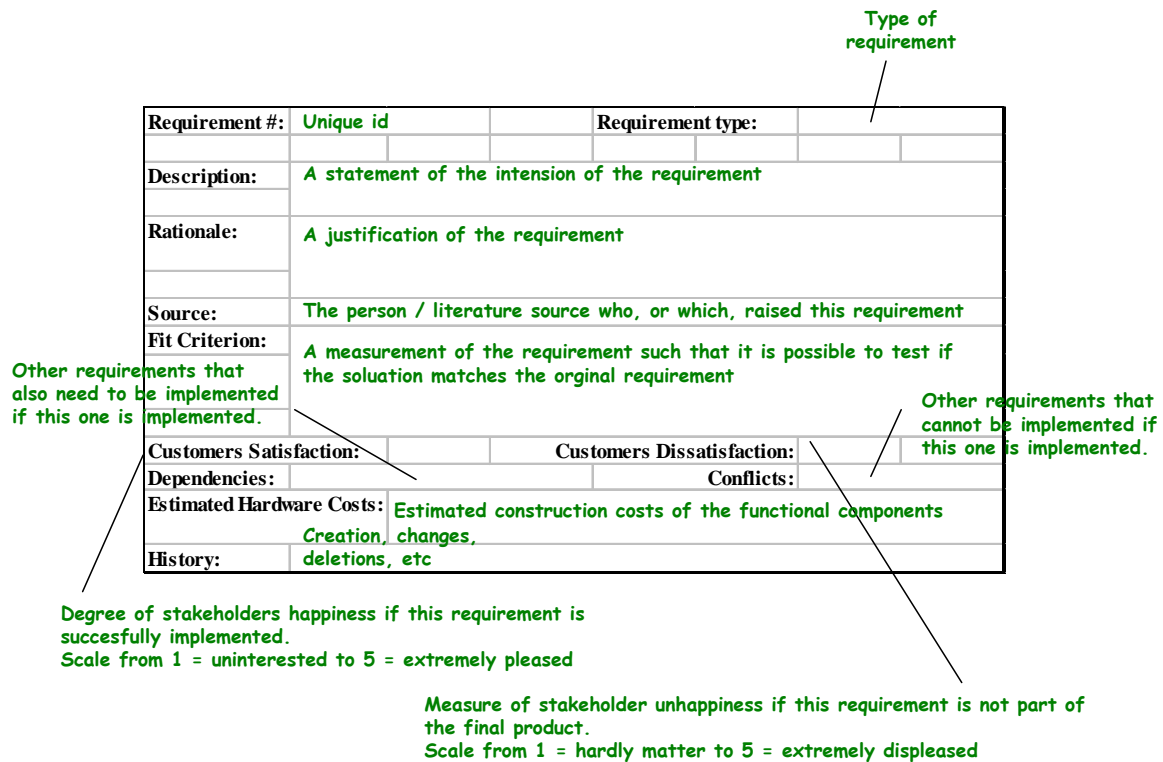 Type of
requirement
Requirement #: Unique id Requirement type:
Description: A statement of the intension of the requirement
Rationale: A justification of the requirement
Source: The person / literature source who, or which, raised this requirement
Fit Criterion:
A measurement of the requirement such that it is possible to test if
the soluation matches the orginal requirement
Other requirements that
also need to be implemented
if this one is implemented.
Other requirements that
cannot be implemented if
this one is implemented.
Customers Satisfaction: Customers Dissatisfaction:
Dependencies: Conflicts:
Estimated Hardware Costs: Estimated construction costs of the functional components
Creation, changes,
History: deletions, etc
Degree of stakeholders happiness if this requirement is
succesfully implemented.
Scale from 1 = uninterested to 5 = extremely pleased
Measure of stakeholder unhappiness if this requirement is not part of
the final product.
Scale from 1 = hardly matter to 5 = extremely displeased